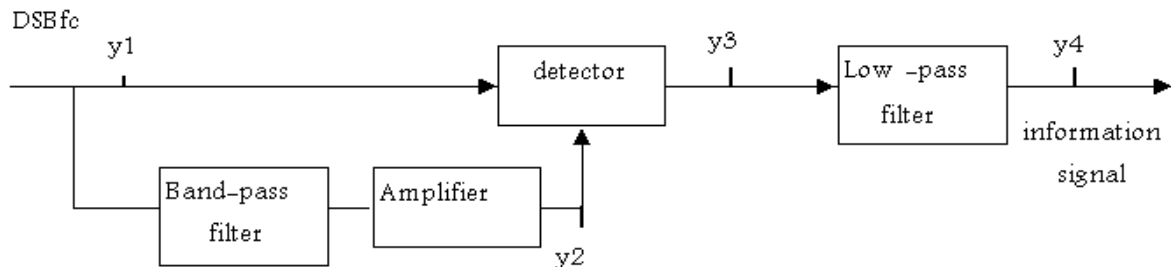 DSBfc
y1
detector
y3
Low -pass
filter
y4
information
signal
Band-pass
filter
Amplifier
y2